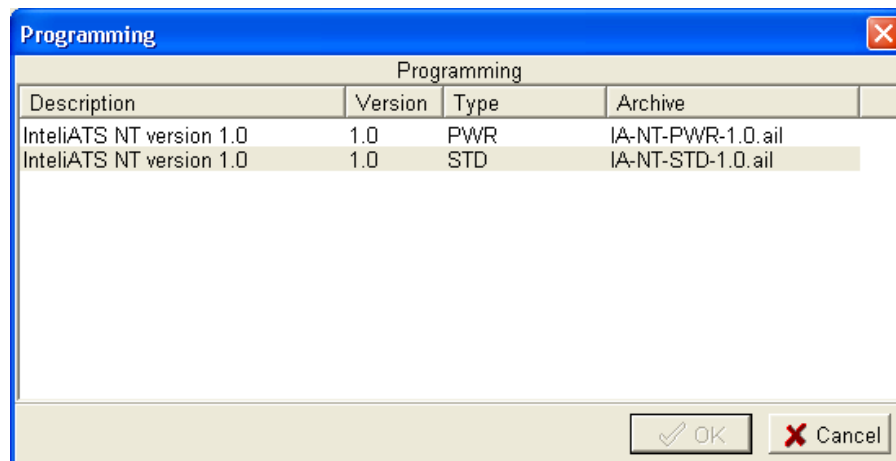 Programming
Programming
Description Version Type Archive
InteliATS NT version 1.0 1.0 PWR IA-NT-PWR-1.0.ail
InteliATS NT version 1.0 1.0 STD IA-NT-STD-1.0.ail
OK Cancel